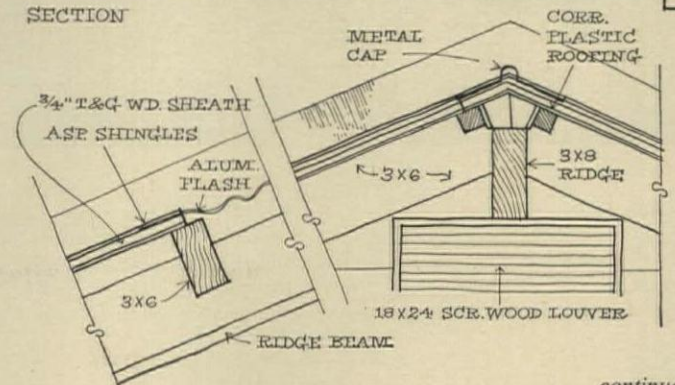 SECTION
METAL
CAP
CORR.
PLASTIC
ROOFING
3/4" T&G WD. SHEATH
ASP. SHINGLES
ALUM.
FLASH
3X6
3X8
RIDGE
3X6
18X24 SCR. WOOD LOUVER
RIDGE BEAM